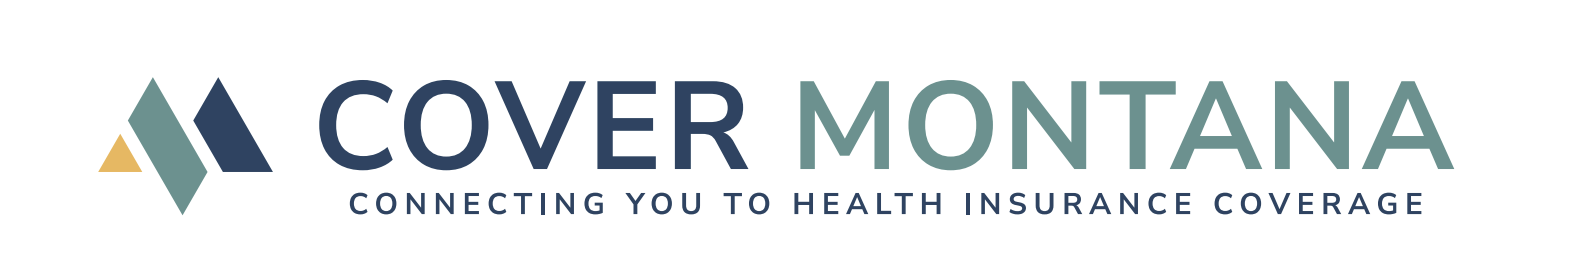 COVER MONTANA
CONNECTING YOU TO HEALTH INSURANCE COVERAGE